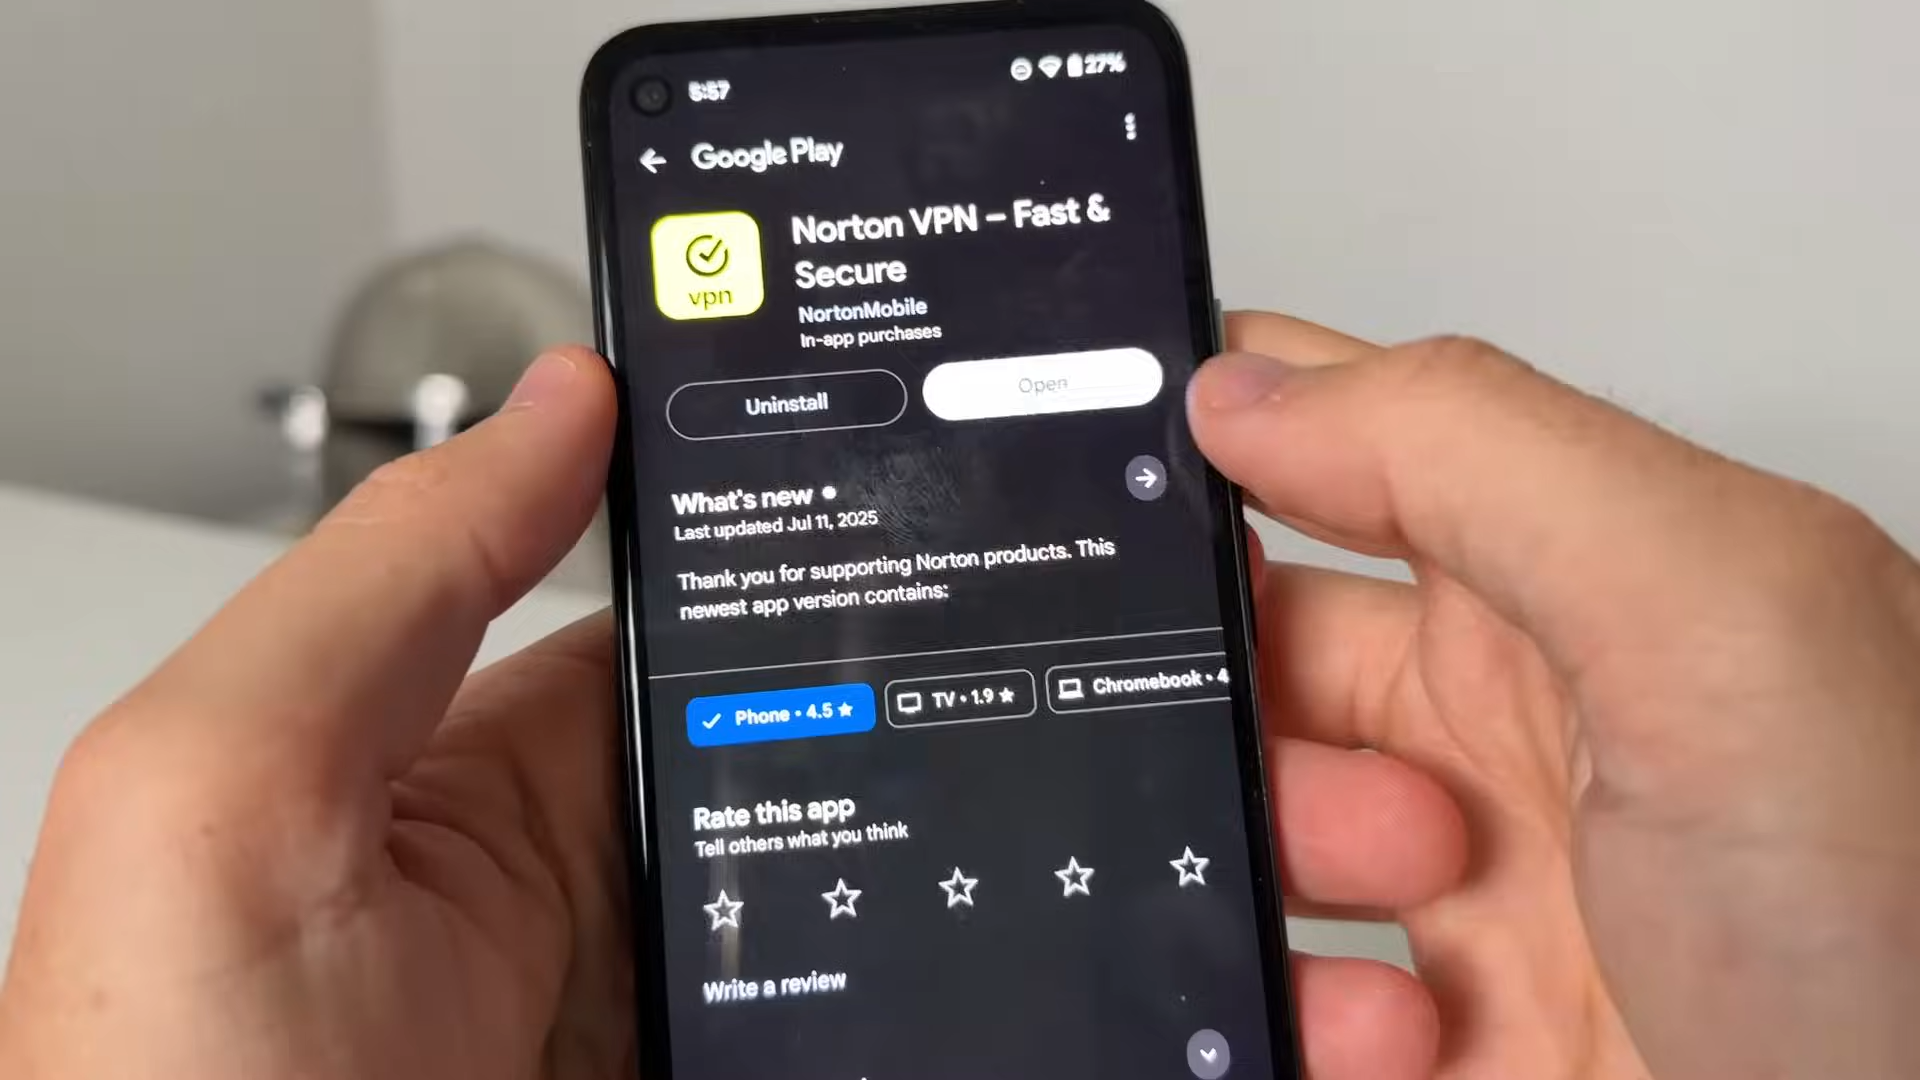 5:57
27%
Google Play
Norton VPN – Fast &
Secure
NortonMobile
In-app purchases
vpn
Uninstall
Open
What's new
Last updated Jul 11, 2025
Thank you for supporting Norton products. This
newest app version contains:
Phone • 4.5 ★
TV • 1.9 ★
Chromebook • 4
Rate this app
Tell others what you think
Write a review